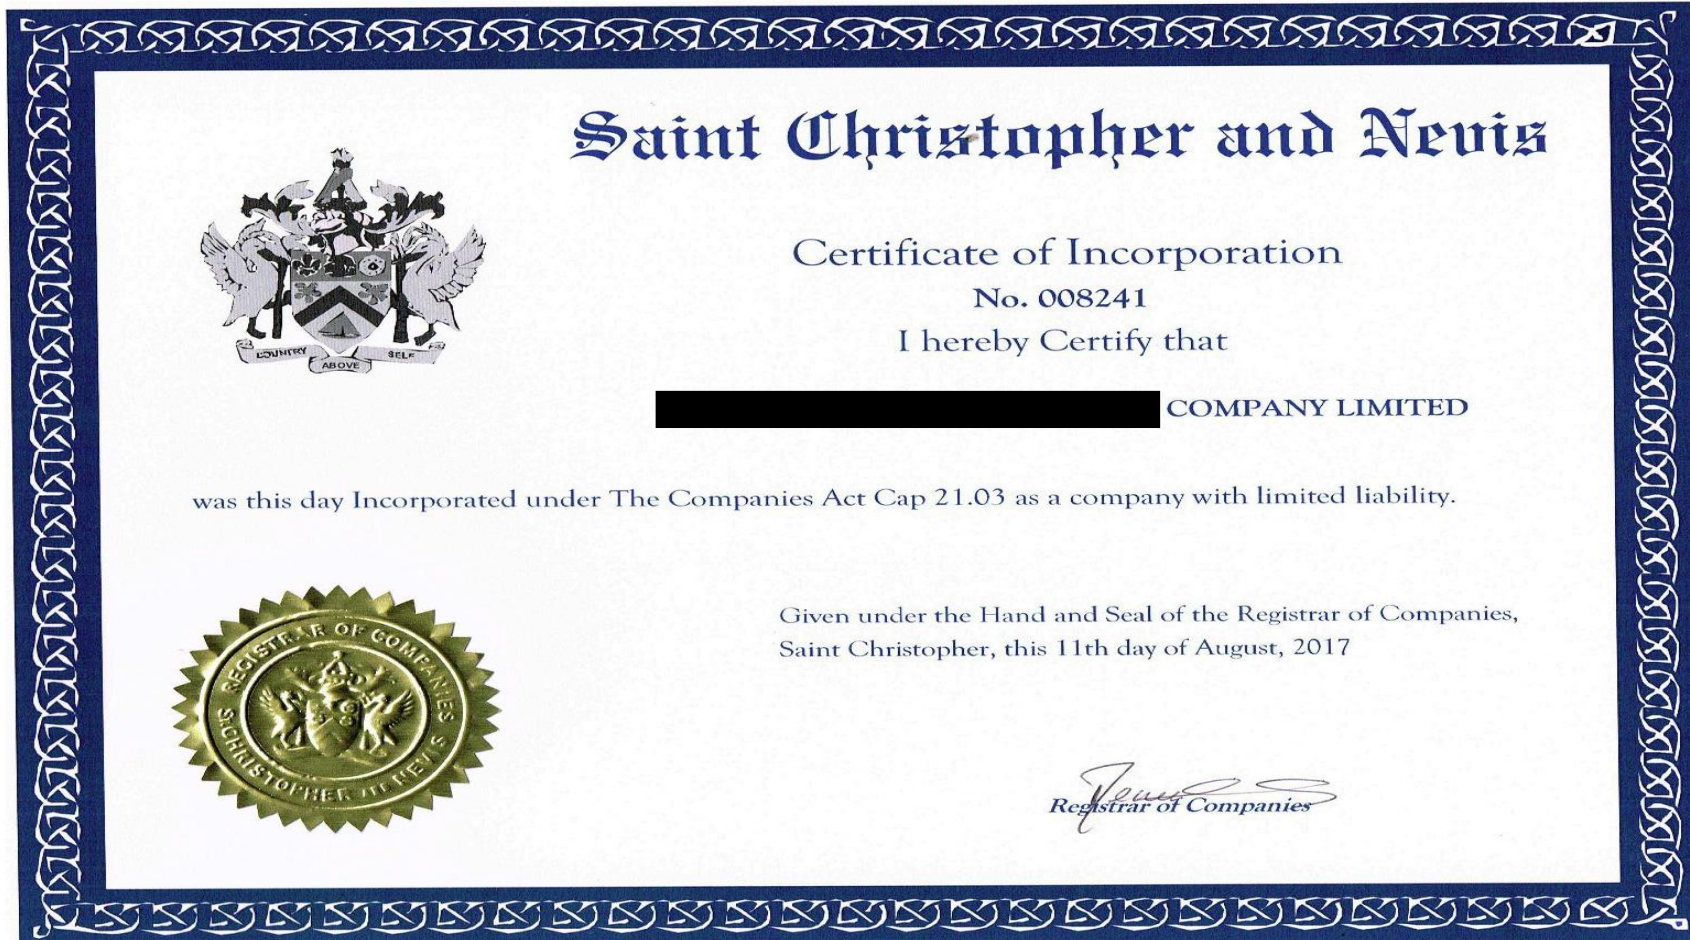 Saint Christopher and Nevis
Certificate of Incorporation
No. 008241
I hereby Certify that
COMPANY LIMITED
was this day Incorporated under The Companies Act Cap 21.03 as a company with limited liability.
Given under the Hand and Seal of the Registrar of Companies,
Saint Christopher, this 11th day of August, 2017
Registrar of Companies
COUNTRY
ABOVE
SELF
REGISTRAR OF COMPANIES
ST. CHRISTOPHER NEVIS